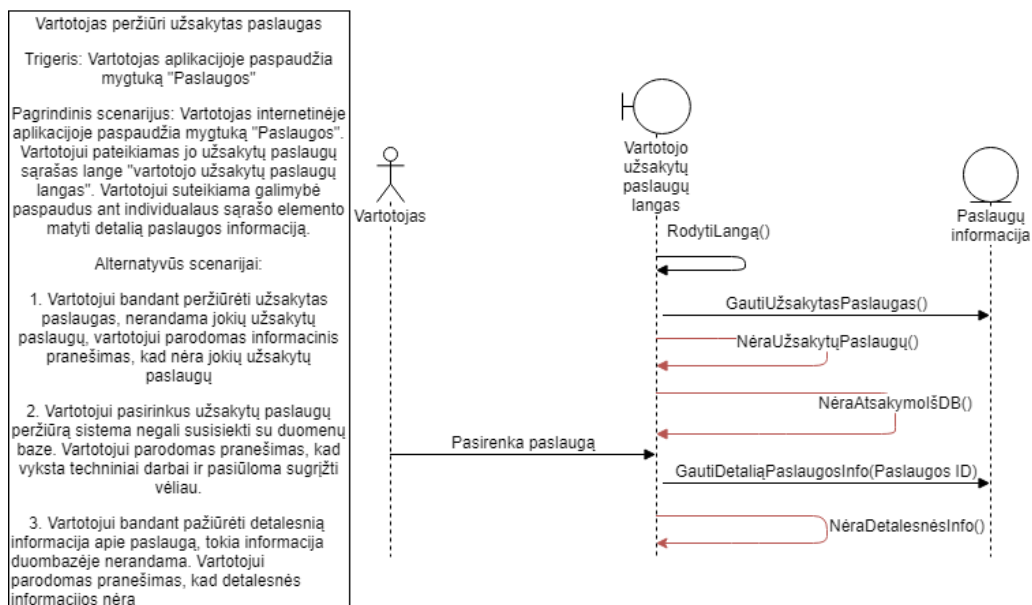 Vartotojas peržiūri užsakytas paslaugas
Trigeris: Vartotojas aplikacijoje paspaudžia
mygtuką "Paslaugos"
Pagrindinis scenarijus: Vartotojas internetinėje
aplikacijoje paspaudžia mygtuką "Paslaugos".
Vartotojui pateikiamas jo užsakytų paslaugų
sąrašas lange "vartotojo užsakytų paslaugų
langas". Vartotojui suteikiama galimybė
paspaudus ant individualaus sąrašo elemento
matyti detalią paslaugos informaciją.
Alternatyvūs scenarijai:
1. Vartotojui bandant peržiūrėti užsakytas
paslaugas, nerandama jokių užsakytų
paslaugų, vartotojui parodomas informacinis
pranešimas, kad nėra jokių užsakytų
paslaugų
2. Vartotojui pasirinkus užsakytų paslaugų
peržiūrą sistema negali susisiekti su duomenų
baze. Vartotojui parodomas pranešimas, kad
vyksta techniniai darbai ir pasiūloma sugrįžti
vėliau.
3. Vartotojui bandant pažiūrėti detalesnią
informacija apie paslaugą, tokia informacija
duombazėje nerandama. Vartotojui
parodomas pranešimas, kad detalesnės
informacijos nėra
Vartotojas
Vartotojo
užsakytų
paslaugų
langas
Paslaugų
informacija
RodytiLangą()
GautiUžsakytasPaslaugas()
NėraUžsakytųPaslaugų()
NėraAtsakymoIšDB()
Pasirenka paslaugą
GautiDetaliąPaslaugosInfo(Paslaugos ID)
NėraDetalesnėsInfo()